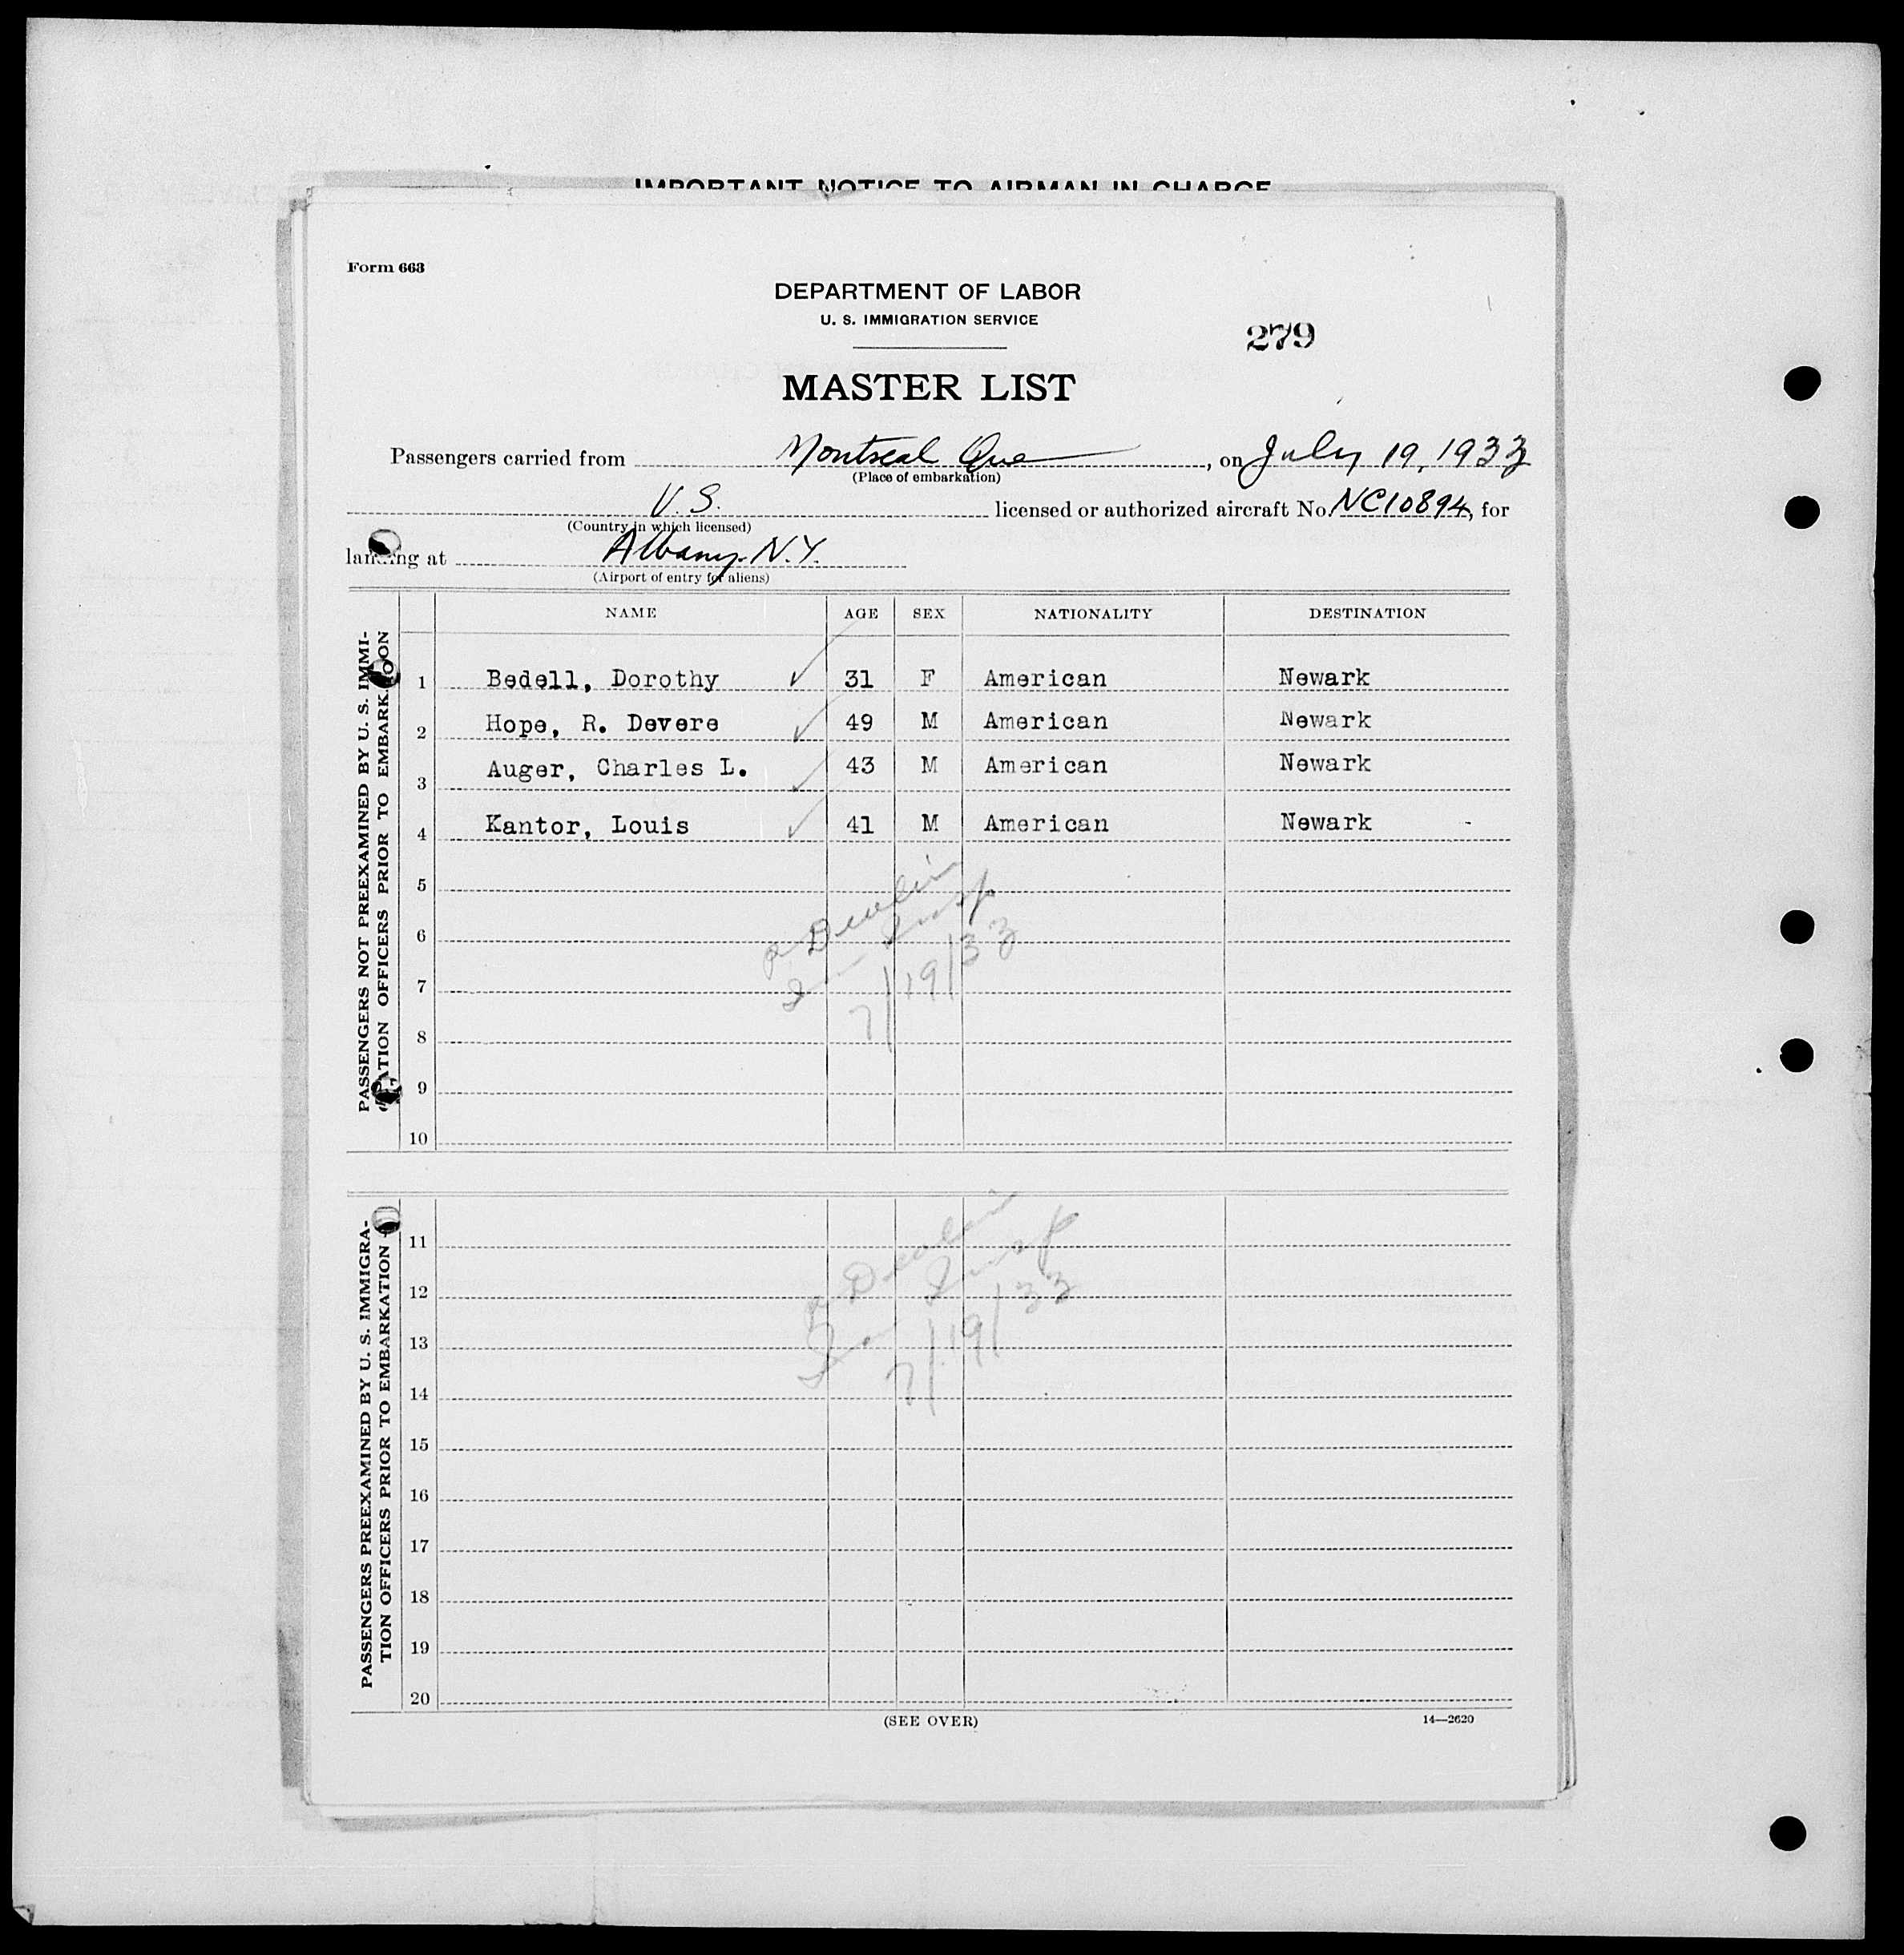 IMPORTANT NOTICE TO AIRMAN IN CHARGE
Form 663
DEPARTMENT OF LABOR
U. S. IMMIGRATION SERVICE
279
MASTER LIST
Passengers carried from Montreal Que, on July 19, 1933
(Place of embarkation)
U.S. licensed or authorized aircraft No. NC10894, for
(Country in which licensed)
landing at Albany N.Y.
(Airport of entry for aliens)
NAME AGE SEX NATIONALITY DESTINATION
PASSENGERS NOT PREEXAMINED BY U. S. IMMI-
GRATION OFFICERS PRIOR TO EMBARKATION
1 Bedell, Dorothy ✓ 31 F American Newark
2 Hope, R. Devere ✓ 49 M American Newark
3 Auger, Charles L. ✓ 43 M American Newark
4 Kantor, Louis ✓ 41 M American Newark
5
6
7
8
9
10
Insp
7/19/33
PASSENGERS PREEXAMINED BY U. S. IMMIGRA-
TION OFFICERS PRIOR TO EMBARKATION
11
12
13
14
15
16
17
18
19
20
Insp
7/19/33
(SEE OVER)
14—2620